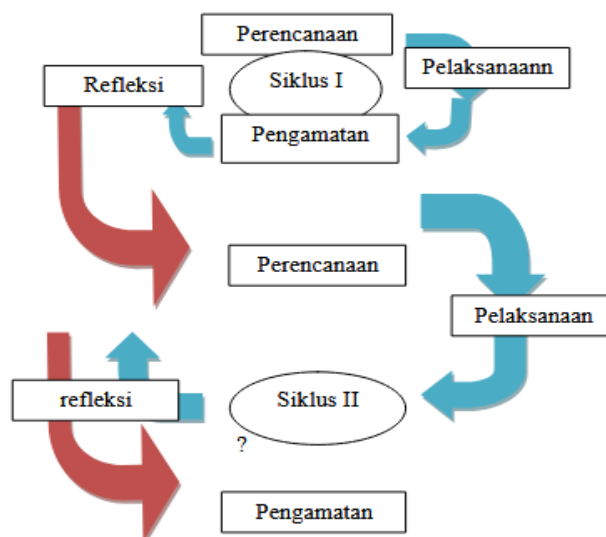 Perencanaan
Siklus I
Pelaksanaann
Refleksi
Pengamatan
Perencanaan
Pelaksanaan
refleksi
Siklus II
?
Pengamatan